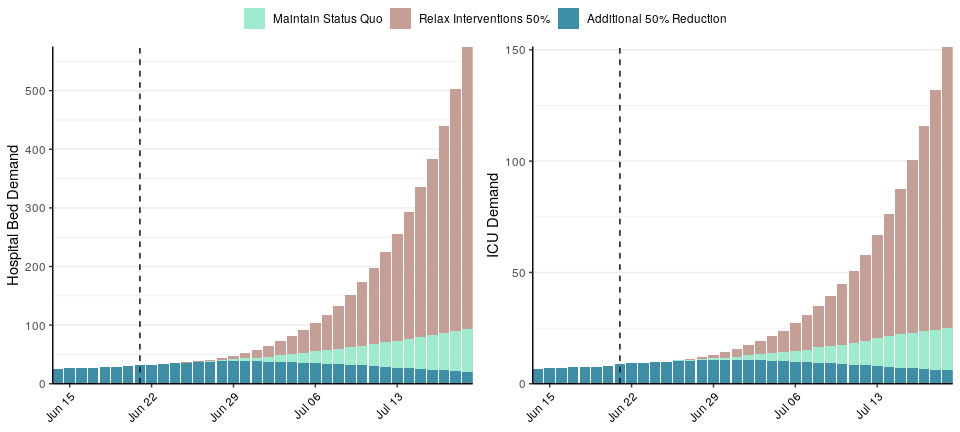 Maintain Status Quo Relax Interventions 50% Additional 50% Reduction
Hospital Bed Demand
500
400
300
200
100
0
Jun 15 Jun 22 Jun 29 Jul 06 Jul 13
ICU Demand
150
100
50
0
Jun 15 Jun 22 Jun 29 Jul 06 Jul 13